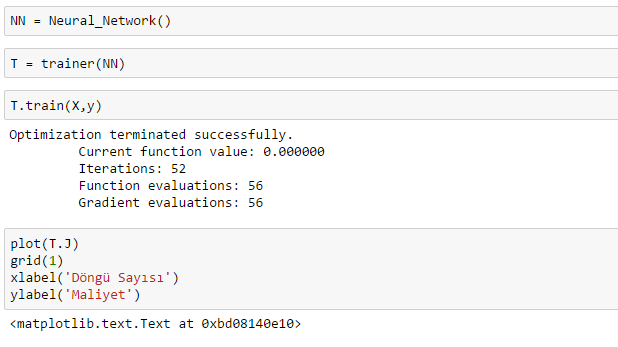 NN = Neural_Network()
T = trainer(NN)
T.train(X,y)
Optimization terminated successfully.
Current function value: 0.000000
Iterations: 52
Function evaluations: 56
Gradient evaluations: 56
plot(T.J)
grid(1)
xlabel('Döngü Sayısı')
ylabel('Maliyet')
<matplotlib.text.Text at 0xbd08140e10>